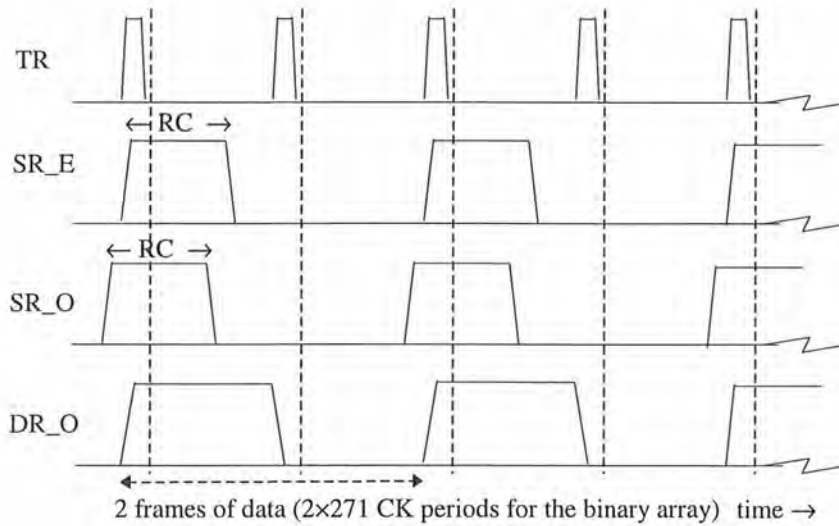 TR
← RC →
SR_E
← RC →
SR_O
DR_O
2 frames of data (2×271 CK periods for the binary array) time →